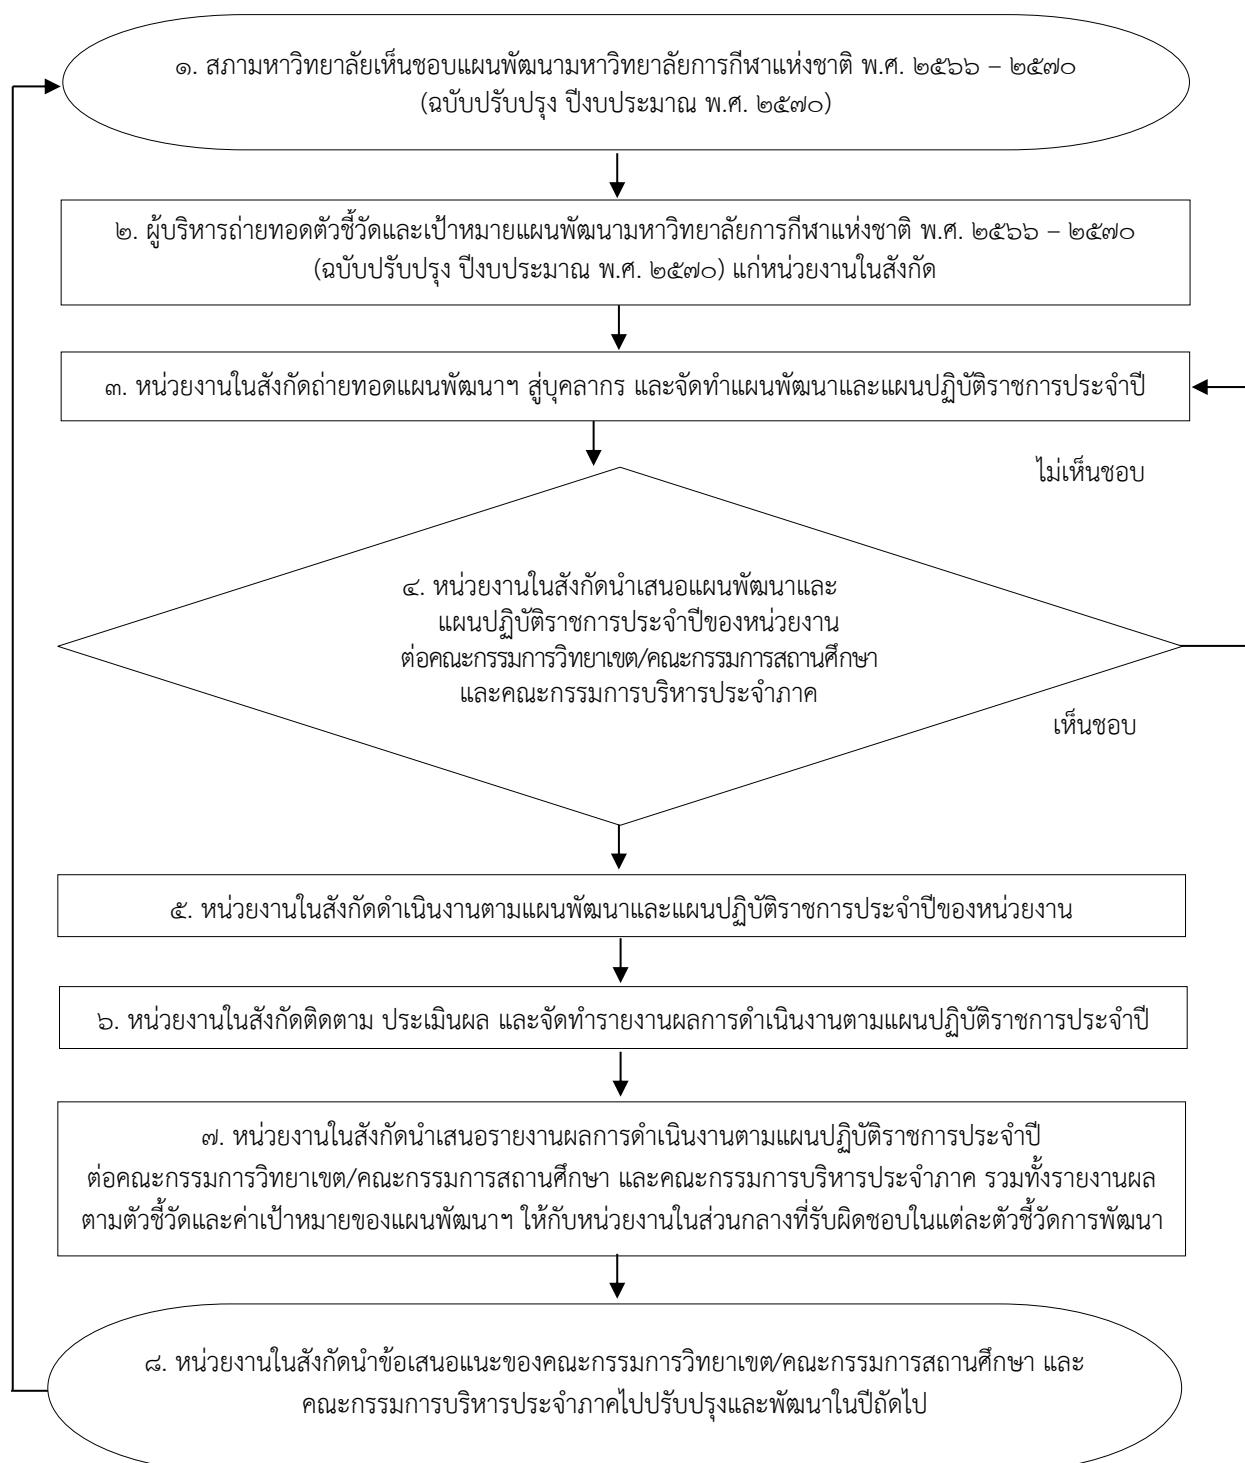 ๑. สภามหาวิทยาลัยเห็นชอบแผนพัฒนามหาวิทยาลัยการกีฬาแห่งชาติ พ.ศ. ๒๕๖๖ – ๒๕๗๐
(ฉบับปรับปรุง ปีงบประมาณ พ.ศ. ๒๕๗๐)
๒. ผู้บริหารถ่ายทอดตัวชี้วัดและเป้าหมายแผนพัฒนามหาวิทยาลัยการกีฬาแห่งชาติ พ.ศ. ๒๕๖๖ – ๒๕๗๐
(ฉบับปรับปรุง ปีงบประมาณ พ.ศ. ๒๕๗๐) แก่หน่วยงานในสังกัด
๓. หน่วยงานในสังกัดถ่ายทอดแผนพัฒนาฯ สู่บุคลากร และจัดทำแผนพัฒนาและแผนปฏิบัติราชการประจำปี
ไม่เห็นชอบ
๔. หน่วยงานในสังกัดนำเสนอแผนพัฒนาและ
แผนปฏิบัติราชการประจำปีของหน่วยงาน
ต่อคณะกรรมการวิทยาเขต/คณะกรรมการสถานศึกษา
และคณะกรรมการบริหารประจำภาค
เห็นชอบ
๕. หน่วยงานในสังกัดดำเนินงานตามแผนพัฒนาและแผนปฏิบัติราชการประจำปีของหน่วยงาน
๖. หน่วยงานในสังกัดติดตาม ประเมินผล และจัดทำรายงานผลการดำเนินงานตามแผนปฏิบัติราชการประจำปี
๗. หน่วยงานในสังกัดนำเสนอรายงานผลการดำเนินงานตามแผนปฏิบัติราชการประจำปี
ต่อคณะกรรมการวิทยาเขต/คณะกรรมการสถานศึกษา และคณะกรรมการบริหารประจำภาค รวมทั้งรายงานผล
ตามตัวชี้วัดและค่าเป้าหมายของแผนพัฒนาฯ ให้กับหน่วยงานในส่วนกลางที่รับผิดชอบในแต่ละตัวชี้วัดการพัฒนา
๘. หน่วยงานในสังกัดนำข้อเสนอแนะของคณะกรรมการวิทยาเขต/คณะกรรมการสถานศึกษา และ
คณะกรรมการบริหารประจำภาคไปปรับปรุงและพัฒนาในปีถัดไป